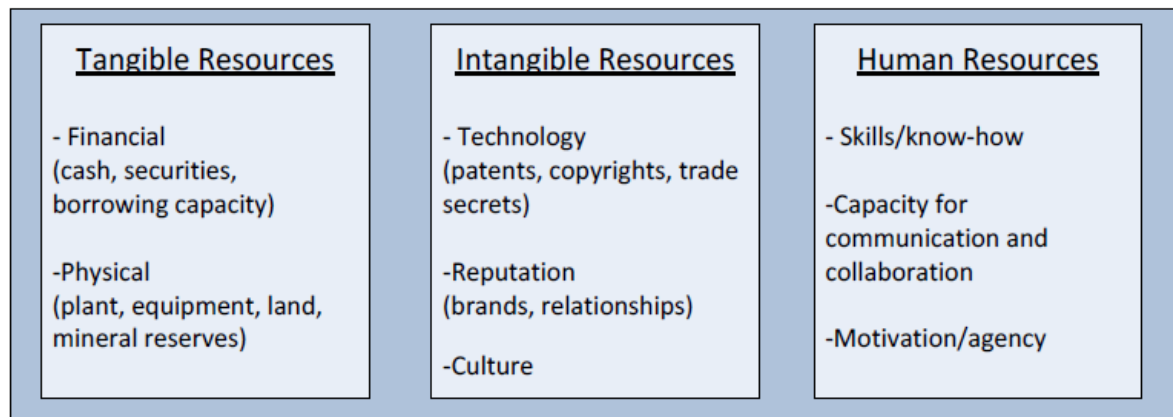 Tangible Resources
- Financial
(cash, securities,
borrowing capacity)
-Physical
(plant, equipment, land,
mineral reserves)
Intangible Resources
- Technology
(patents, copyrights, trade
secrets)
-Reputation
(brands, relationships)
-Culture
Human Resources
- Skills/know-how
-Capacity for
communication and
collaboration
-Motivation/agency